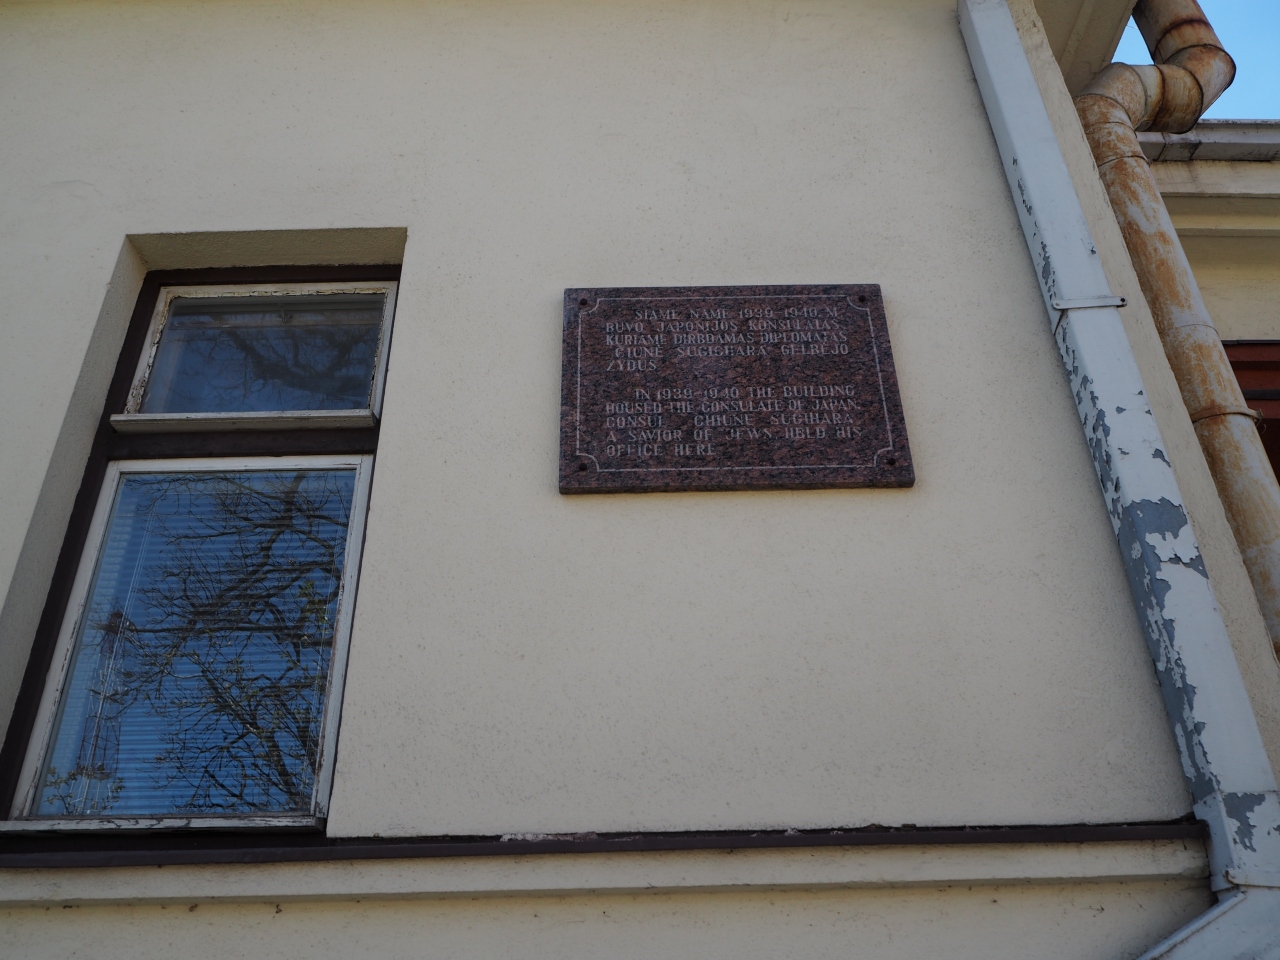 ŠIAME NAME 1939-1940 M
BUVO JAPONIJOS KONSULATAS
KURIAME DIRBDAMAS DIPLOMATAS
ČIUNE SUGIHARA GELBĖJO
ŽYDUS
IN 1939-1940 THE BUILDING
HOUSED THE CONSULATE OF JAPAN.
CONSUL CHIUNE SUGIHARA,
A SAVIOR OF JEWS HELD HIS
OFFICE HERE